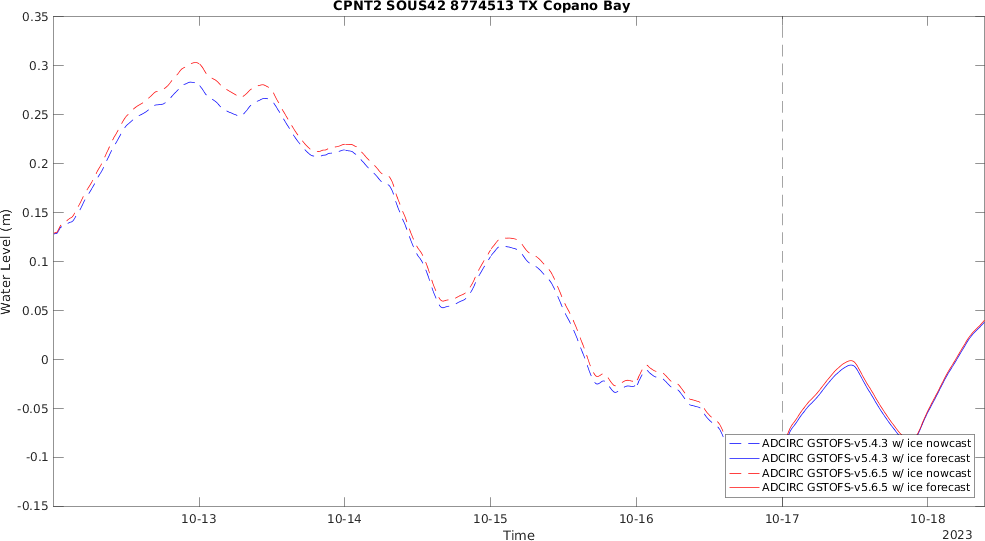 CPNT2 SOUS42 8774513 TX Copano Bay
0.35
0.3
0.25
0.2
0.15
0.1
0.05
0
-0.05
-0.1
-0.15
Water Level (m)
ADCIRC GSTOFS-v5.4.3 w/ ice nowcast
ADCIRC GSTOFS-v5.4.3 w/ ice forecast
ADCIRC GSTOFS-v5.6.5 w/ ice nowcast
ADCIRC GSTOFS-v5.6.5 w/ ice forecast
10-13 10-14 10-15 10-16 10-17 10-18
Time
2023